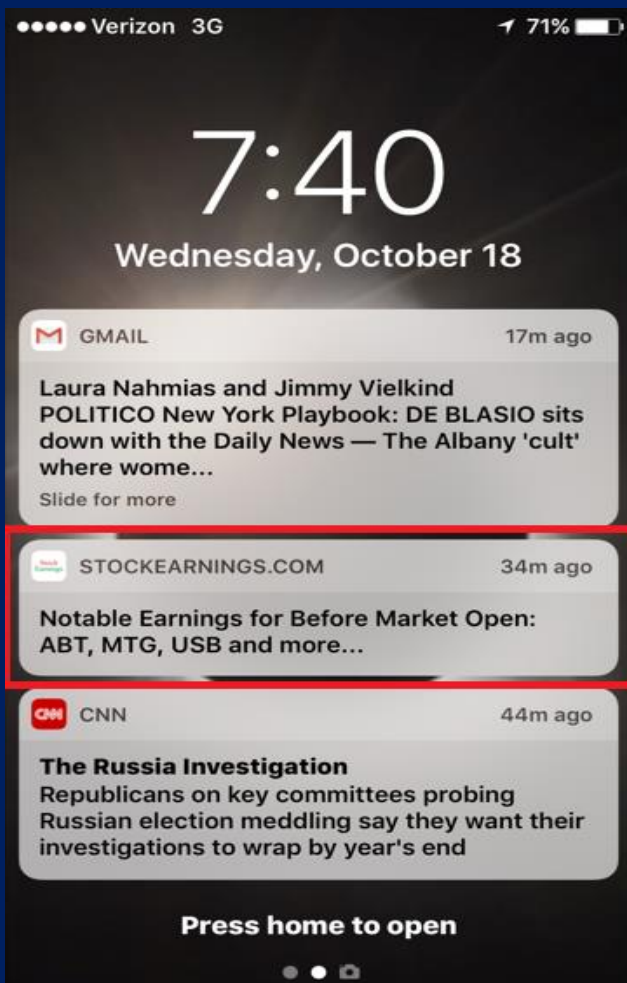 Verizon 3G 71%
7:40
Wednesday, October 18
GMAIL 17m ago
Laura Nahmias and Jimmy Vielkind
POLITICO New York Playbook: DE BLASIO sits
down with the Daily News — The Albany 'cult'
where wome...
Slide for more
STOCKEARNINGS.COM 34m ago
Notable Earnings for Before Market Open:
ABT, MTG, USB and more...
CNN CNN 44m ago
The Russia Investigation
Republicans on key committees probing
Russian election meddling say they want their
investigations to wrap by year's end
Press home to open